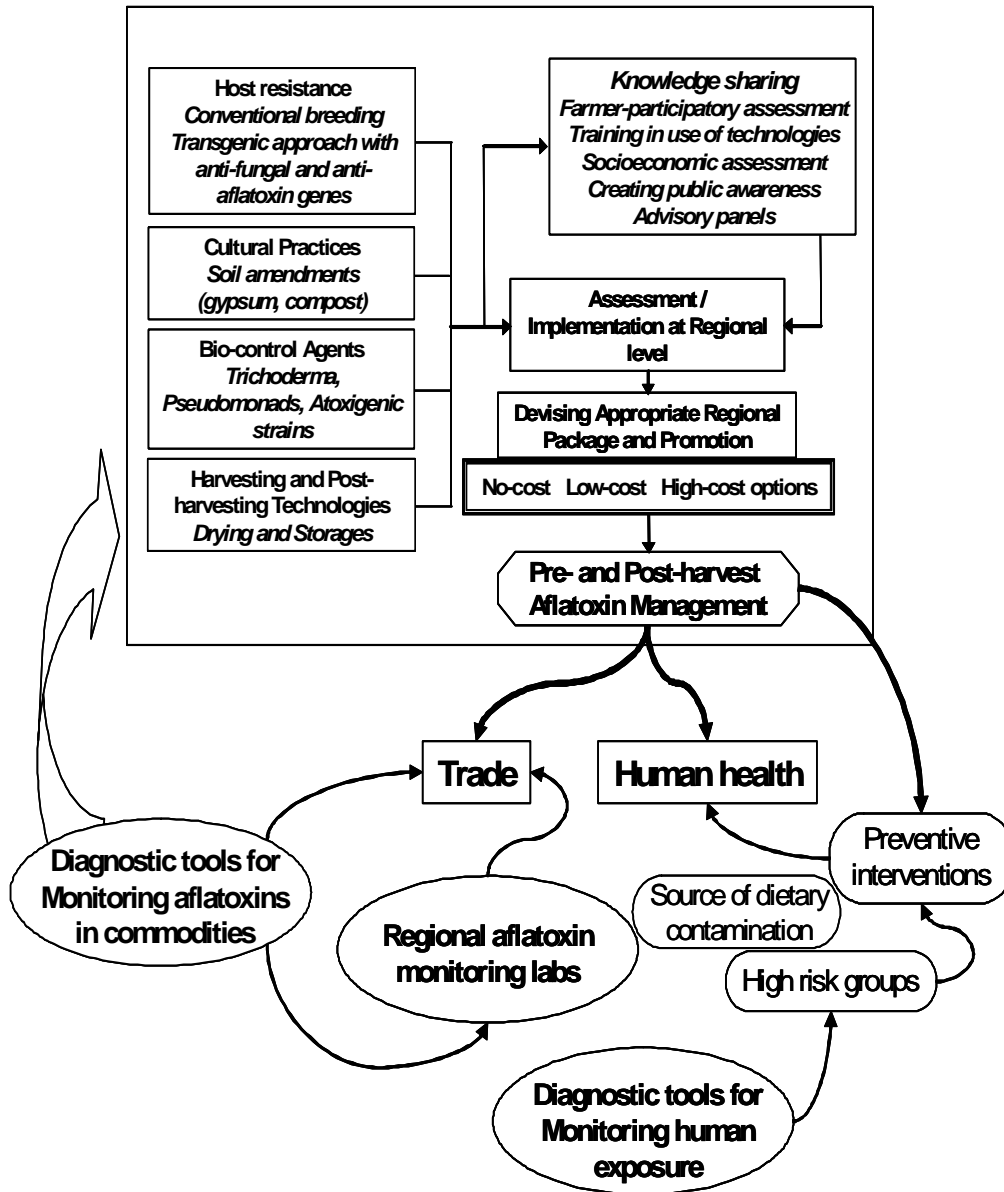 Host resistance
Conventional breeding
Transgenic approach with
anti-fungal and anti-
aflatoxin genes
Cultural Practices
Soil amendments
(gypsum, compost)
Bio-control Agents
Trichoderma,
Pseudomonads, Atoxigenic
strains
Harvesting and Post-
harvesting Technologies
Drying and Storages
Knowledge sharing
Farmer-participatory assessment
Training in use of technologies
Socioeconomic assessment
Creating public awareness
Advisory panels
Assessment /
Implementation at Regional
level
Devising Appropriate Regional
Package and Promotion
No-cost Low-cost High-cost options
Pre- and Post-harvest
Aflatoxin Management
Trade
Human health
Diagnostic tools for
Monitoring aflatoxins
in commodities
Regional aflatoxin
monitoring labs
Preventive
interventions
Source of dietary
contamination
High risk groups
Diagnostic tools for
Monitoring human
exposure